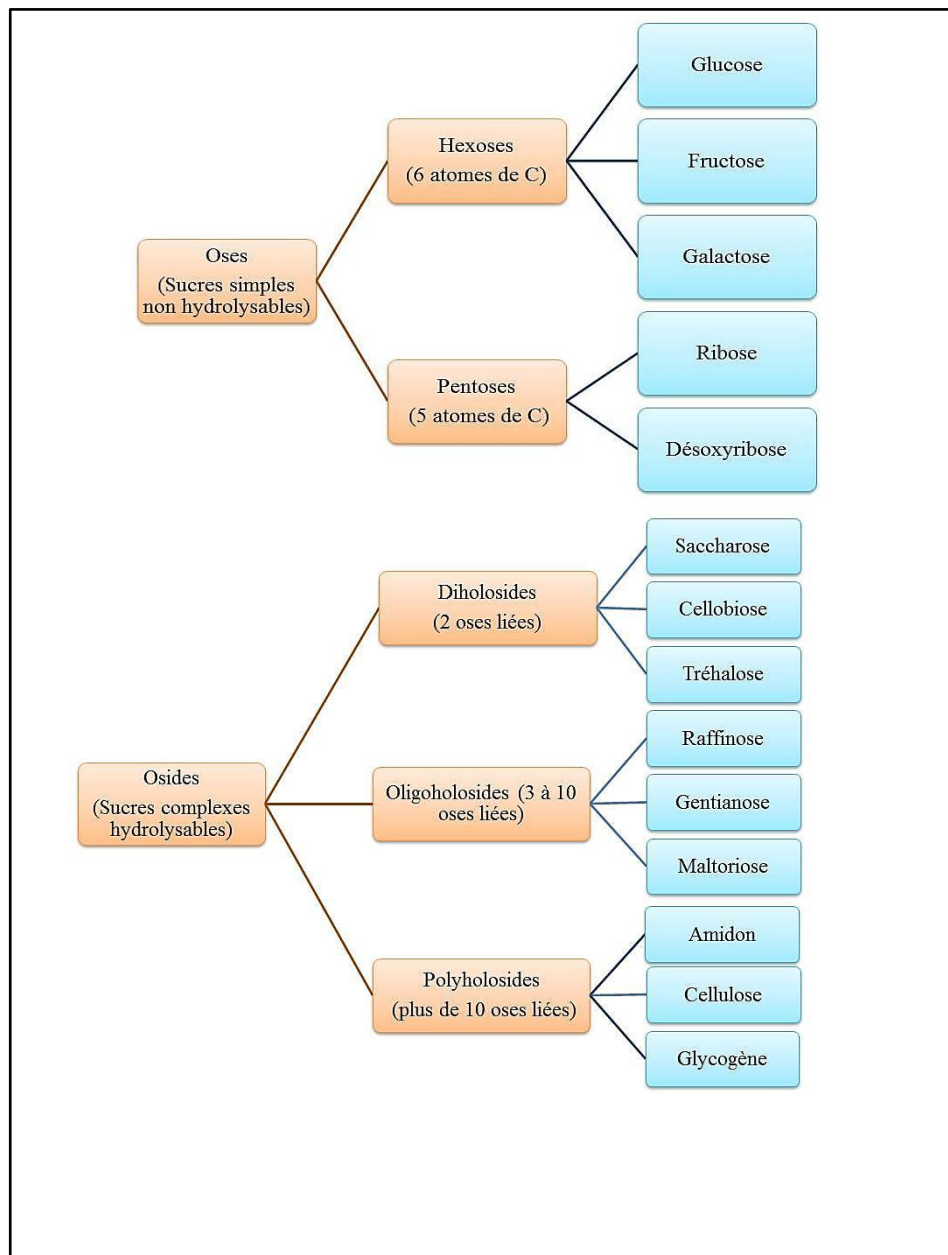 Glucose
Hexoses
(6 atomes de C)
Fructose
Oses
(Sucres simples
non hydrolysables)
Galactose
Ribose
Pentoses
(5 atomes de C)
Désoxyribose
Saccharose
Diholosides
(2 oses liées)
Cellobiose
Tréhalose
Raffinose
Osides
(Sucres complexes
hydrolysables)
Oligoholosides (3 à 10
oses liées)
Gentianose
Maltoriose
Amidon
Polyholosides
(plus de 10 oses liées)
Cellulose
Glycogène